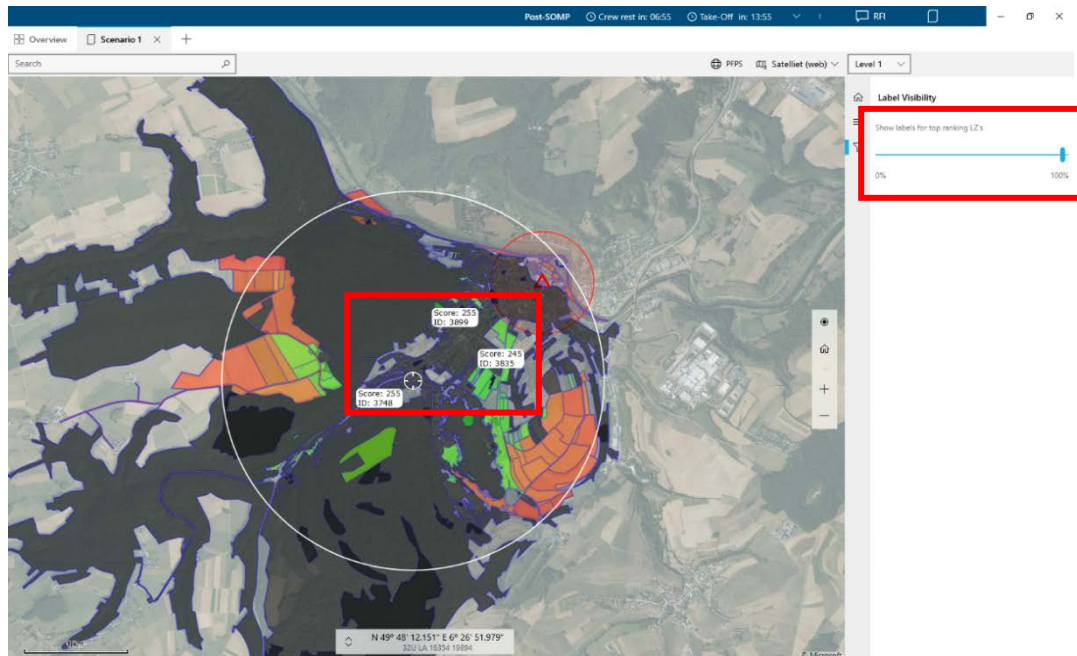 Post-SOMP Crew rest in: 06:55 Take-Off in: 13:55 RFI
Overview Scenario 1
Search PFPS Satelliet (web) Level 1
Label Visibility
Show labels for top ranking LZ's
0% 100%
Score: 255
ID: 3899
Score: 245
ID: 3835
Score: 255
ID: 3748
N 49° 48' 12.151" E 6° 26' 51.979"
32U LA 16354 19894
© Microsoft